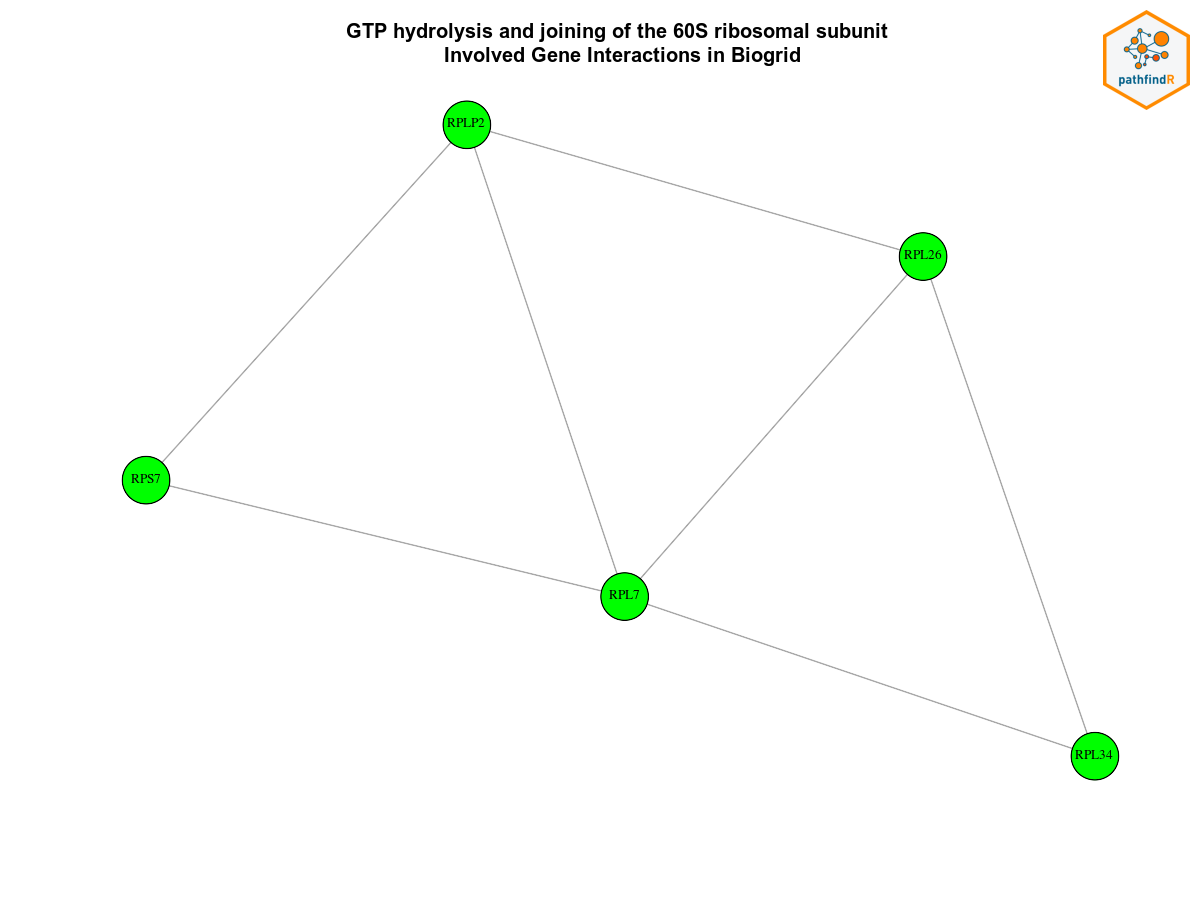 GTP hydrolysis and joining of the 60S ribosomal subunit
Involved Gene Interactions in Biogrid
pathfindR
RPLP2
RPL26
RPS7
RPL7
RPL34